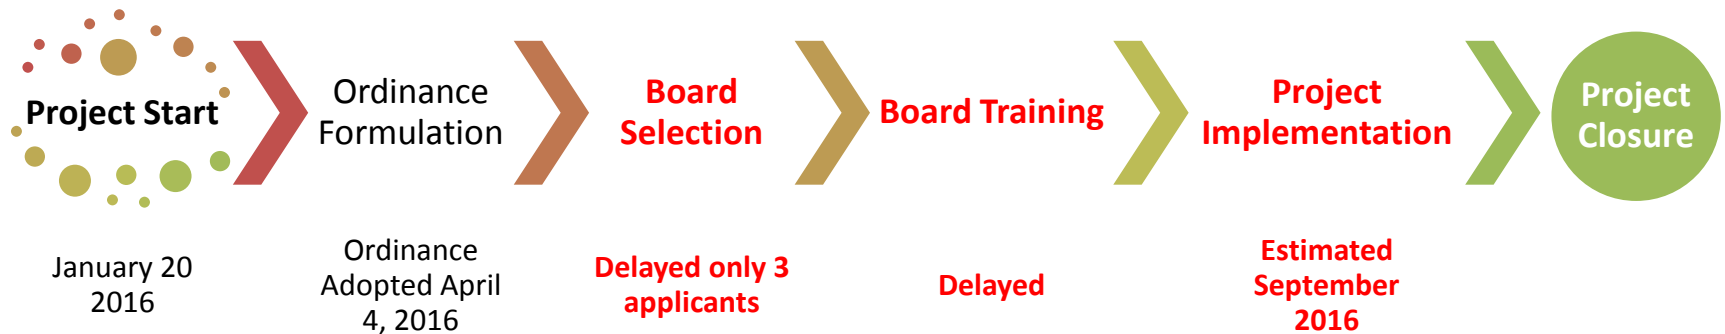 Project Start
Ordinance
Formulation
Board
Selection
Board Training
Project
Implementation
Project
Closure
January 20
2016
Ordinance
Adopted April
4, 2016
Delayed only 3
applicants
Delayed
Estimated
September
2016